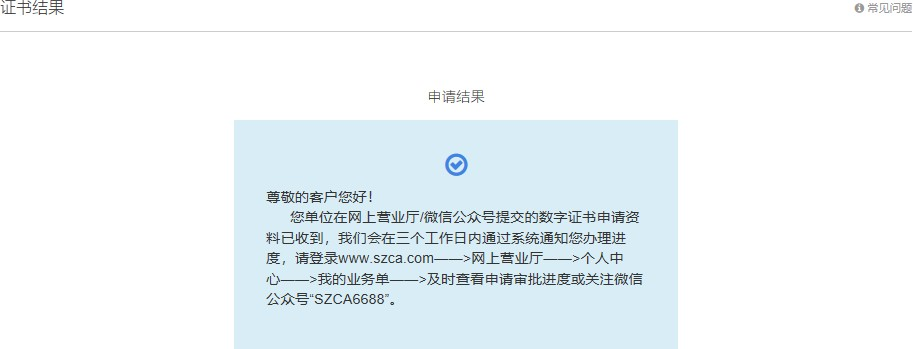 证书结果
常见问题
申请结果
尊敬的客户您好！
您单位在网上营业厅/微信公众号提交的数字证书申请资
料已收到，我们会在三个工作日内通过系统通知您办理进
度，请登录www.szca.com——>网上营业厅——>个人中
心——>我的业务单——>及时查看申请审批进度或关注微信
公众号“SZCA6688”。